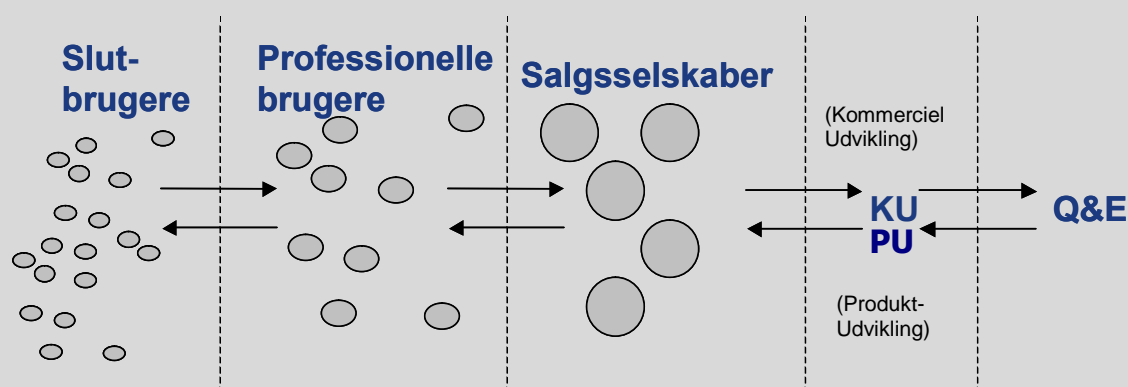 Slut-
brugere
Professionelle
brugere
Salgsselskaber
(Kommerciel
Udvikling)
KU
PU
(Produkt-
Udvikling)
Q&E